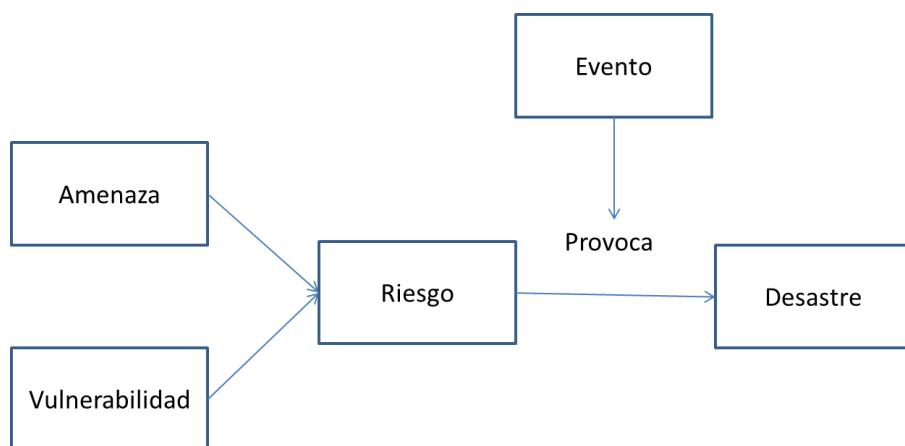 Evento
Amenaza
Provoca
Riesgo
Desastre
Vulnerabilidad